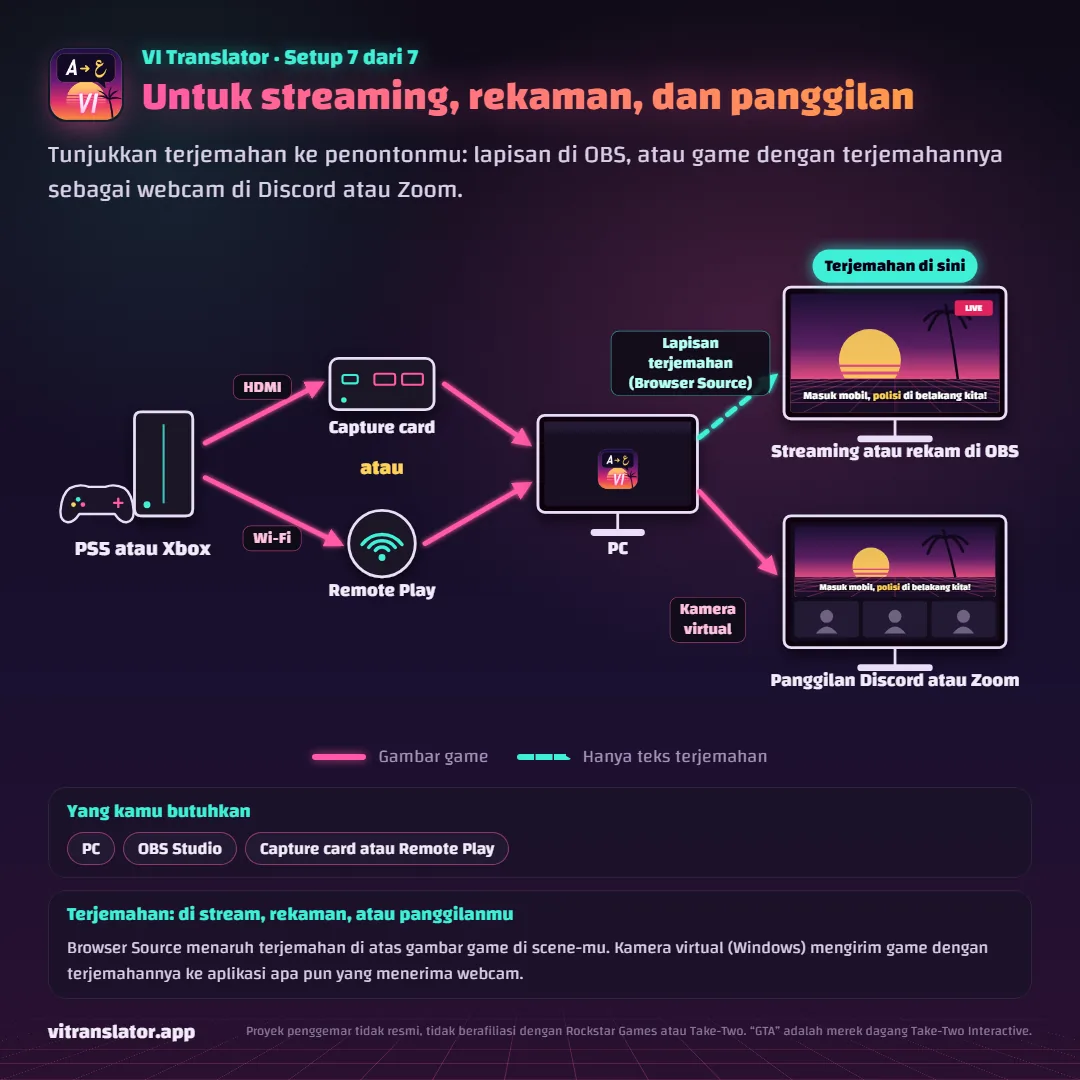 A→ع
VI
VI Translator · Setup 7 dari 7
Untuk streaming, rekaman, dan panggilan
Tunjukkan terjemahan ke penontonmu: lapisan di OBS, atau game dengan terjemahannya
sebagai webcam di Discord atau Zoom.
Terjemahan di sini
LIVE
Masuk mobil, polisi di belakang kita!
Streaming atau rekam di OBS
Lapisan
terjemahan
(Browser Source)
HDMI
Capture card
atau
PS5 atau Xbox
Wi-Fi
Remote Play
A→ع
VI
PC
Kamera
virtual
Masuk mobil, polisi di belakang kita!
Panggilan Discord atau Zoom
Gambar game
Hanya teks terjemahan
Yang kamu butuhkan
PC
OBS Studio
Capture card atau Remote Play
Terjemahan: di stream, rekaman, atau panggilanmu
Browser Source menaruh terjemahan di atas gambar game di scene-mu. Kamera virtual (Windows) mengirim game dengan
terjemahannya ke aplikasi apa pun yang menerima webcam.
vitranslator.app
Proyek penggemar tidak resmi, tidak berafiliasi dengan Rockstar Games atau Take-Two. “GTA” adalah merek dagang Take-Two Interactive.